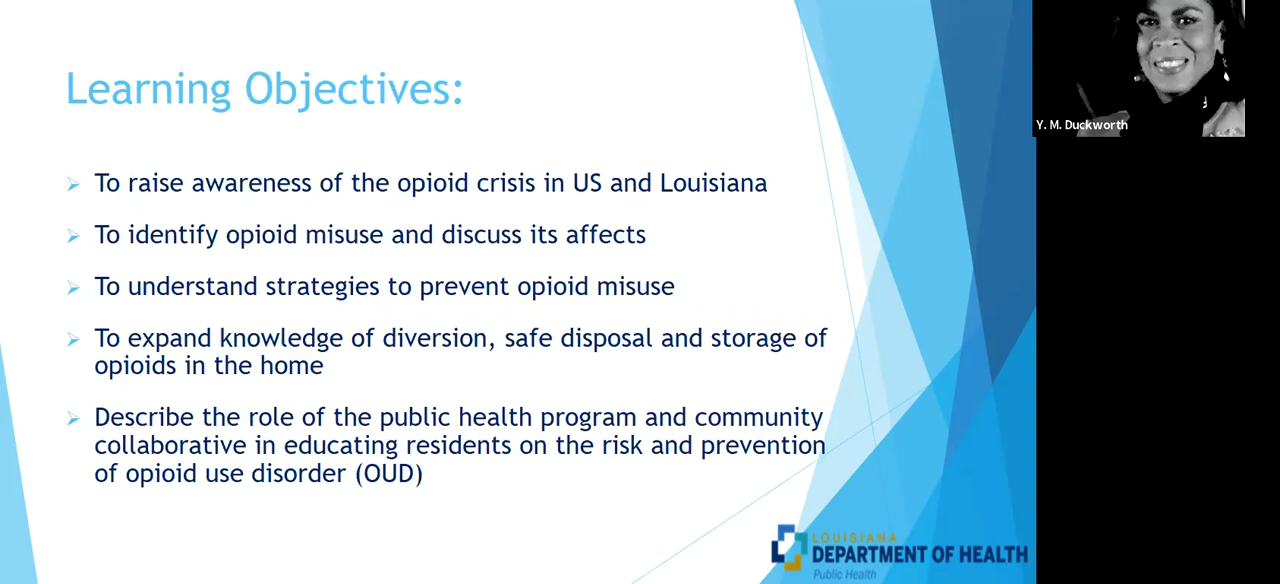 Learning Objectives:
To raise awareness of the opioid crisis in US and Louisiana
To identify opioid misuse and discuss its affects
To understand strategies to prevent opioid misuse
To expand knowledge of diversion, safe disposal and storage of
opioids in the home
Describe the role of the public health program and community
collaborative in educating residents on the risk and prevention
of opioid use disorder (OUD)
LOUISIANA
DEPARTMENT OF HEALTH
Public Health
Y. M. Duckworth